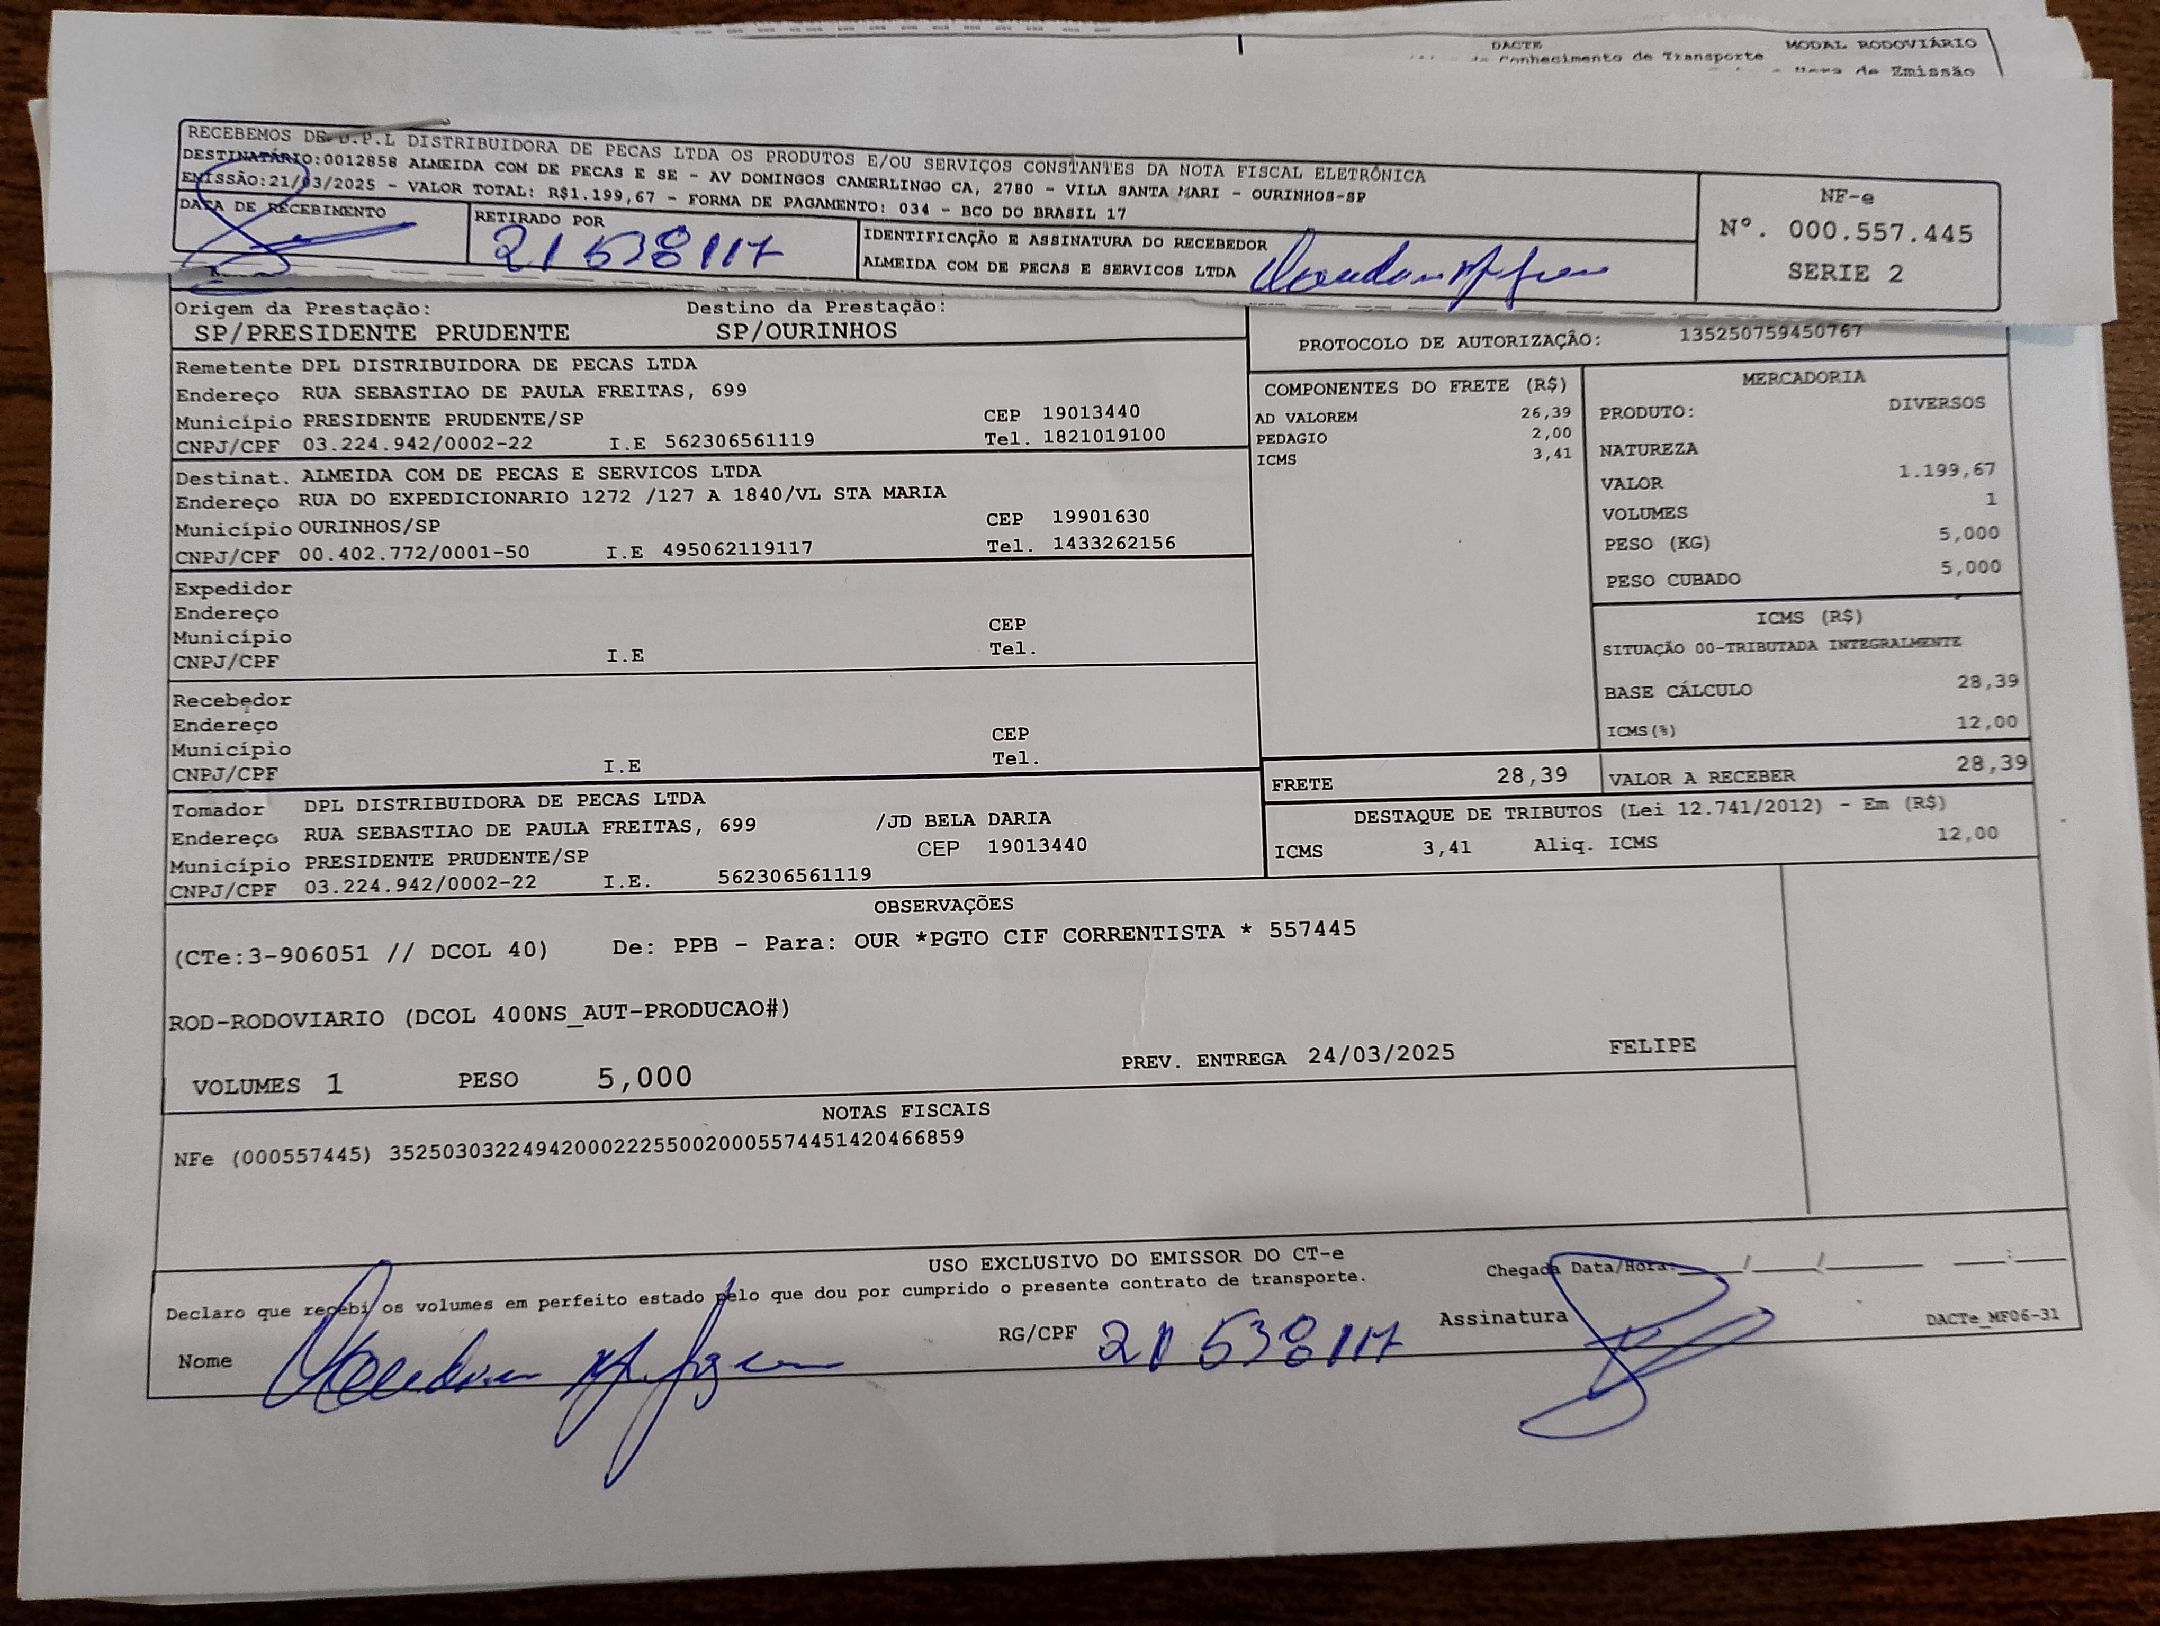 DACTE MODAL RODOVIÁRIO
Conhecimento de Transporte
de Emissão
RECEBEMOS DE D.P.L DISTRIBUIDORA DE PECAS LTDA OS PRODUTOS E/OU SERVIÇOS CONSTANTES DA NOTA FISCAL ELETRÔNICA
DESTINATÁRIO:0012858 ALMEIDA COM DE PECAS E SE - AV DOMINGOS CAMERLINGO CA, 2780 - VILA SANTA MARI - OURINHOS-SP
EMISSÃO:21/03/2025 - VALOR TOTAL: R$1.199,67 - FORMA DE PAGAMENTO: 034 - BCO DO BRASIL 17
NF-e
Nº. 000.557.445
SERIE 2
DATA DE RECEBIMENTO
RETIRADO POR
21 538117
IDENTIFICAÇÃO E ASSINATURA DO RECEBEDOR
ALMEIDA COM DE PECAS E SERVICOS LTDA
Origem da Prestação: Destino da Prestação:
SP/PRESIDENTE PRUDENTE SP/OURINHOS
PROTOCOLO DE AUTORIZAÇÃO: 135250759450767
Remetente DPL DISTRIBUIDORA DE PECAS LTDA
Endereço RUA SEBASTIAO DE PAULA FREITAS, 699
Município PRESIDENTE PRUDENTE/SP CEP 19013440
CNPJ/CPF 03.224.942/0002-22 I.E 562306561119 Tel. 1821019100
Destinat. ALMEIDA COM DE PECAS E SERVICOS LTDA
Endereço RUA DO EXPEDICIONARIO 1272 /127 A 1840/VL STA MARIA
Município OURINHOS/SP CEP 19901630
CNPJ/CPF 00.402.772/0001-50 I.E 495062119117 Tel. 1433262156
Expedidor
Endereço
Município CEP
CNPJ/CPF I.E Tel.
Recebedor
Endereço
Município CEP
CNPJ/CPF I.E Tel.
Tomador DPL DISTRIBUIDORA DE PECAS LTDA
Endereço RUA SEBASTIAO DE PAULA FREITAS, 699 /JD BELA DARIA
Município PRESIDENTE PRUDENTE/SP CEP 19013440
CNPJ/CPF 03.224.942/0002-22 I.E. 562306561119
COMPONENTES DO FRETE (R$)
AD VALOREM 26,39
PEDAGIO 2,00
ICMS 3,41
MERCADORIA
PRODUTO: DIVERSOS
NATUREZA
VALOR 1.199,67
VOLUMES 1
PESO (KG) 5,000
PESO CUBADO 5,000
ICMS (R$)
SITUAÇÃO 00-TRIBUTADA INTEGRALMENTE
BASE CÁLCULO 28,39
ICMS(%) 12,00
FRETE 28,39 VALOR A RECEBER 28,39
DESTAQUE DE TRIBUTOS (Lei 12.741/2012) - Em (R$)
ICMS 3,41 Aliq. ICMS 12,00
OBSERVAÇÕES
(CTe:3-906051 // DCOL 40) De: PPB - Para: OUR *PGTO CIF CORRENTISTA * 557445
ROD-RODOVIARIO (DCOL 400NS_AUT-PRODUCAO#)
VOLUMES 1 PESO 5,000 PREV. ENTREGA 24/03/2025 FELIPE
NOTAS FISCAIS
NFe (000557445) 35250303224942000222550020005574451420466859
USO EXCLUSIVO DO EMISSOR DO CT-e
Declaro que recebi os volumes em perfeito estado pelo que dou por cumprido o presente contrato de transporte.
Chegada Data/Hora: ____/____/______ ____:____
Nome RG/CPF 21 538117 Assinatura
DACTe_MF06-31